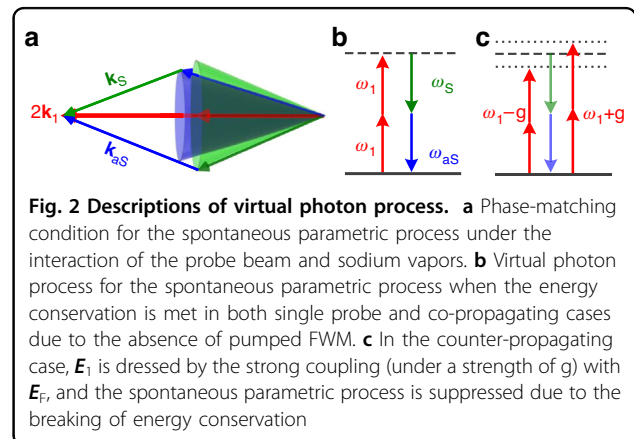 a
b
c
k_S
2k_1
k_aS
ω_1
ω_S
ω_1
ω_aS
ω_1–g
ω_1+g
Fig. 2 Descriptions of virtual photon process. a Phase-matching
condition for the spontaneous parametric process under the
interaction of the probe beam and sodium vapors. b Virtual photon
process for the spontaneous parametric process when the energy
conservation is met in both single probe and co-propagating cases
due to the absence of pumped FWM. c In the counter-propagating
case, E_1 is dressed by the strong coupling (under a strength of g) with
E_F, and the spontaneous parametric process is suppressed due to the
breaking of energy conservation